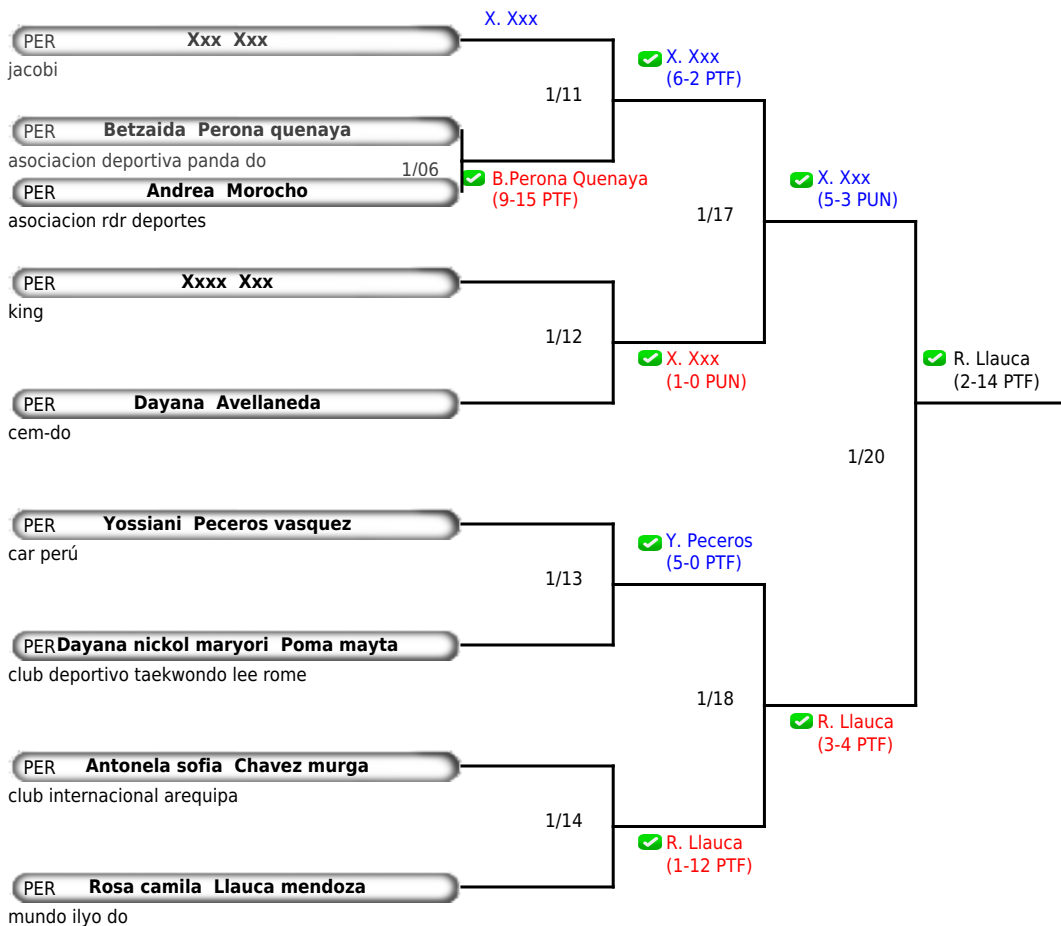 X. Xxx
PER Xxx Xxx
jacobi
X. Xxx
(6-2 PTF)
1/11
PER Betzaida Perona quenaya
asociacion deportiva panda do
1/06
B.Perona Quenaya
(9-15 PTF)
PER Andrea Morocho
asociacion rdr deportes
X. Xxx
(5-3 PUN)
1/17
PER Xxxx Xxx
king
1/12
X. Xxx
(1-0 PUN)
R. Llauca
(2-14 PTF)
PER Dayana Avellaneda
cem-do
1/20
PER Yossiani Peceros vasquez
car perú
Y. Peceros
(5-0 PTF)
1/13
PER Dayana nickol maryori Poma mayta
club deportivo taekwondo lee rome
1/18
R. Llauca
(3-4 PTF)
PER Antonela sofia Chavez murga
club internacional arequipa
1/14
R. Llauca
(1-12 PTF)
PER Rosa camila Llauca mendoza
mundo ilyo do